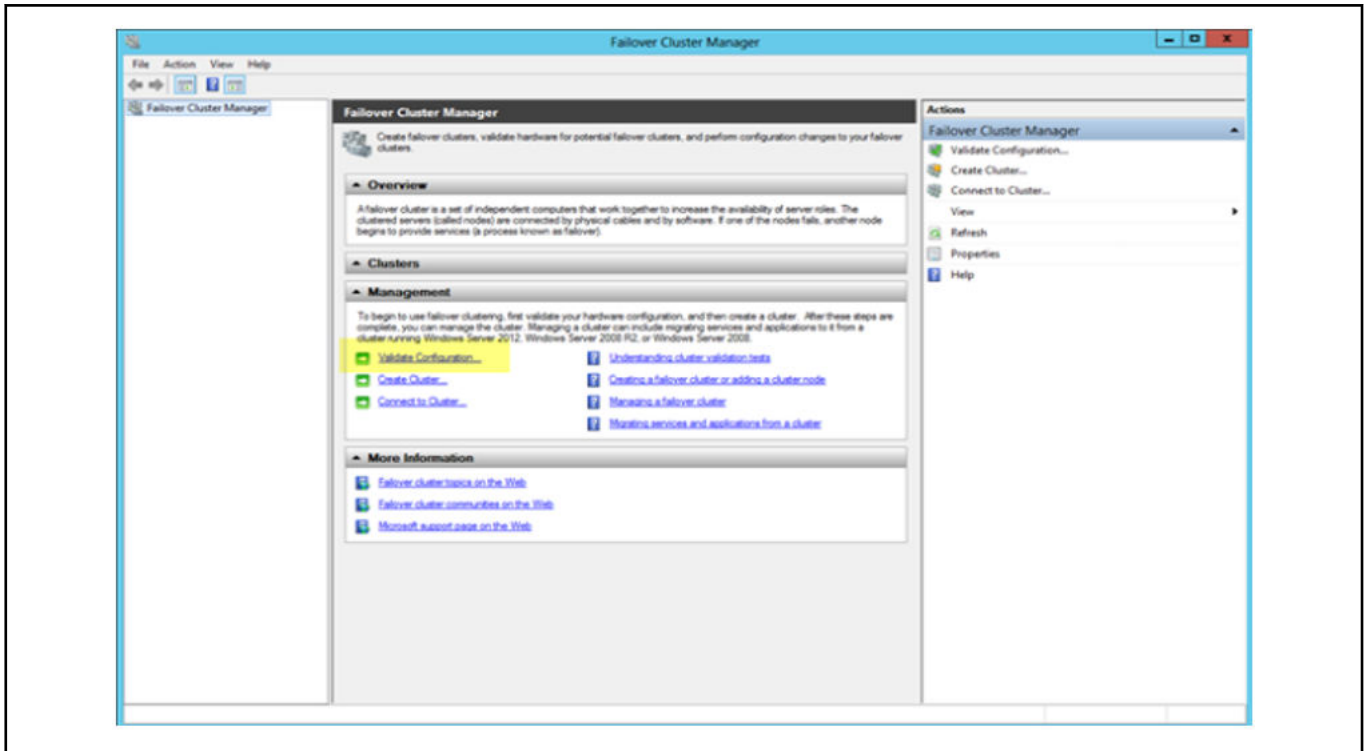 Failover Cluster Manager
File Action View Help
Failover Cluster Manager
Failover Cluster Manager
Create failover clusters, validate hardware for potential failover clusters, and perform configuration changes to your failover
clusters.
Overview
A failover cluster is a set of independent computers that work together to increase the availability of server roles. The
clustered servers (called nodes) are connected by physical cables and by software. If one of the nodes fails, another node
begins to provide services (a process known as failover).
Clusters
Management
To begin to use failover clustering, first validate your hardware configuration, and then create a cluster. After these steps are
complete, you can manage the cluster. Managing a cluster can include migrating services and applications to it from a
cluster running Windows Server 2012, Windows Server 2008 R2, or Windows Server 2008.
Validate Configuration...
Understanding cluster validation tests
Create Cluster...
Creating a failover cluster or adding a cluster node
Connect to Cluster...
Managing a failover cluster
Migrating services and applications from a cluster
More Information
Failover cluster topics on the Web
Failover cluster communities on the Web
Microsoft support page on the Web
Actions
Failover Cluster Manager
Validate Configuration...
Create Cluster...
Connect to Cluster...
View
Refresh
Properties
Help